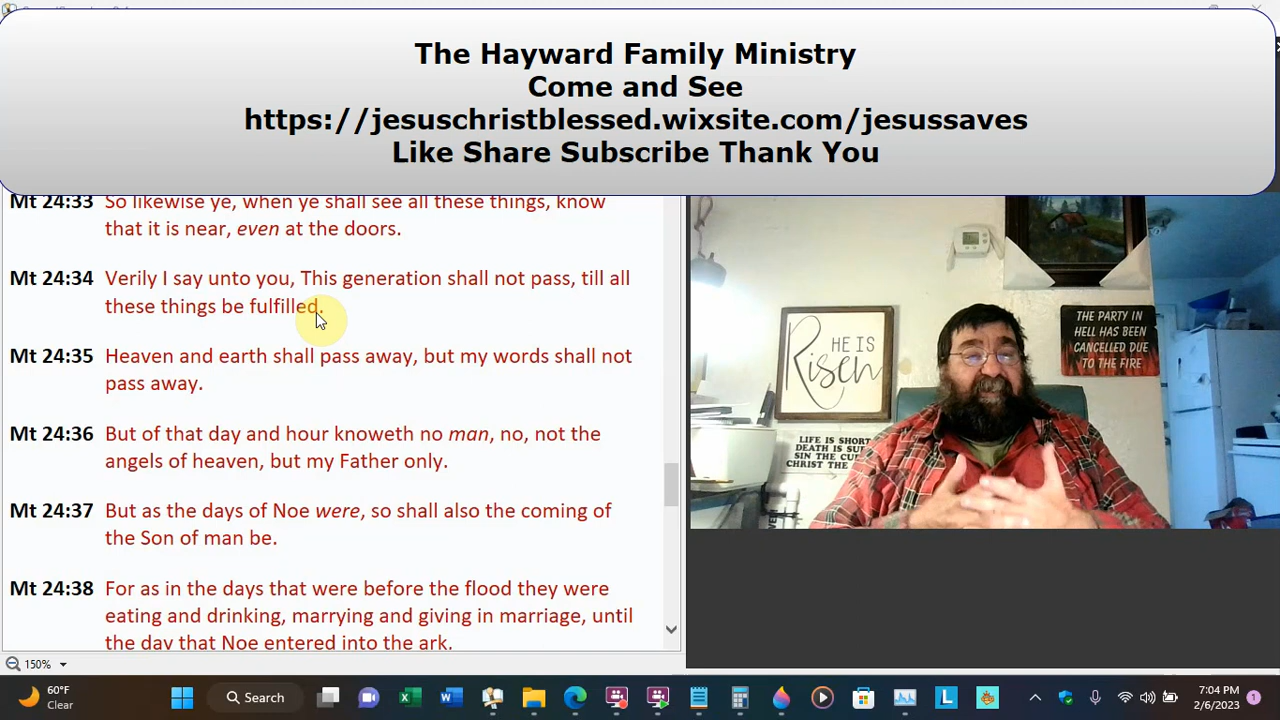 The Hayward Family Ministry
Come and See
https://jesuschristblessed.wixsite.com/jesussaves
Like Share Subscribe Thank You
Mt 24:33 So likewise ye, when ye shall see all these things, know
that it is near, even at the doors.
Mt 24:34 Verily I say unto you, This generation shall not pass, till all
these things be fulfilled.
Mt 24:35 Heaven and earth shall pass away, but my words shall not
pass away.
Mt 24:36 But of that day and hour knoweth no man, no, not the
angels of heaven, but my Father only.
Mt 24:37 But as the days of Noe were, so shall also the coming of
the Son of man be.
Mt 24:38 For as in the days that were before the flood they were
eating and drinking, marrying and giving in marriage, until
the day that Noe entered into the ark.
HE IS
Risen
THE PARTY IN
HELL HAS BEEN
CANCELLED DUE
TO THE FIRE
LIFE IS SHORT
DEATH IS
SIN THE
CHRIST THE
150%
60°F
Clear
Search
7:04 PM
2/6/2023
1